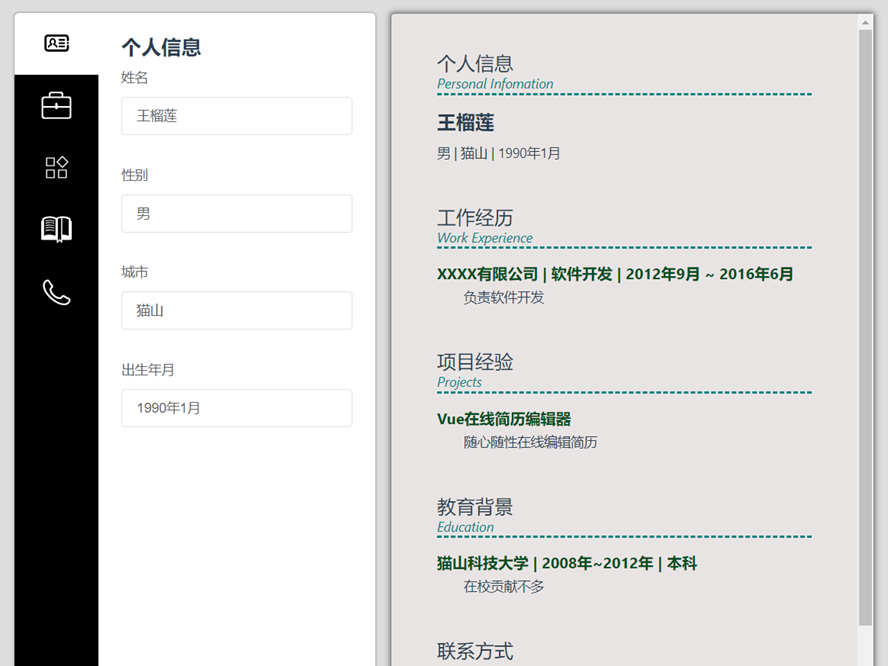 个人信息
姓名
王榴莲
性别
男
城市
猫山
出生年月
1990年1月
个人信息
Personal Infomation
王榴莲
男 | 猫山 | 1990年1月
工作经历
Work Experience
XXXX有限公司 | 软件开发 | 2012年9月 ~ 2016年6月
负责软件开发
项目经验
Projects
Vue在线简历编辑器
随心随性在线编辑简历
教育背景
Education
猫山科技大学 | 2008年~2012年 | 本科
在校贡献不多
联系方式